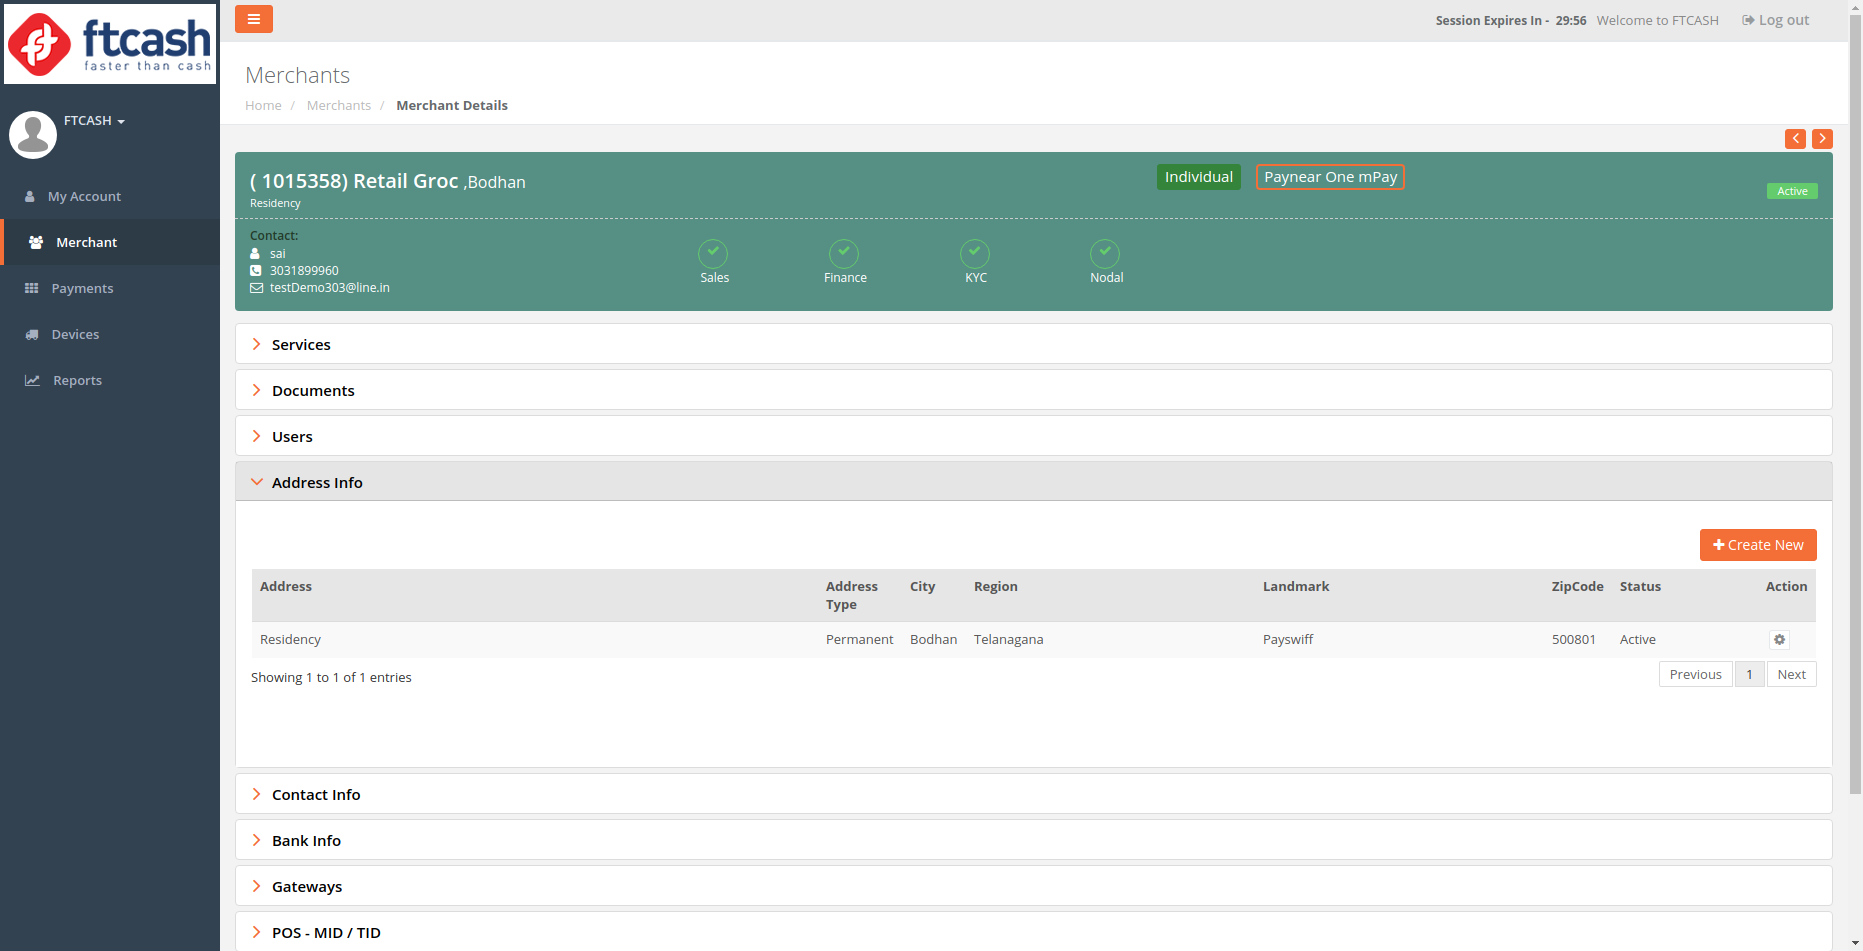 ftcash
faster than cash
Session Expires In - 29:56 Welcome to FTCASH Log out
FTCASH
My Account
Merchant
Payments
Devices
Reports
Merchants
Home / Merchants / Merchant Details
( 1015358) Retail Groc ,Bodhan
Residency
Individual
Paynear One mPay
Active
Contact:
sai
3031899960
testDemo303@line.in
Sales
Finance
KYC
Nodal
Services
Documents
Users
Address Info
Create New
Address Address Type City Region Landmark ZipCode Status Action
Residency Permanent Bodhan Telanagana Payswiff 500801 Active
Showing 1 to 1 of 1 entries
Previous 1 Next
Contact Info
Bank Info
Gateways
POS - MID / TID